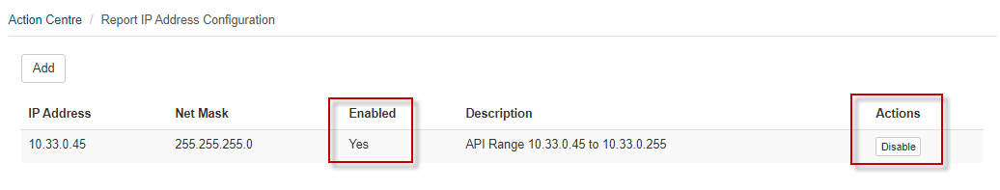 Action Centre / Report IP Address Configuration
Add
IP Address Net Mask Enabled Description Actions
10.33.0.45 255.255.255.0 Yes API Range 10.33.0.45 to 10.33.0.255 Disable